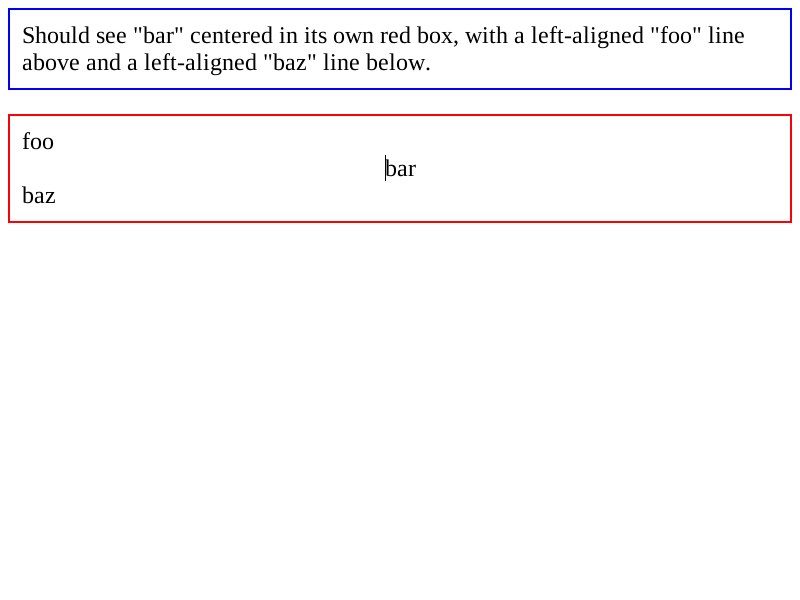 Should see "bar" centered in its own red box, with a left-aligned "foo" line
above and a left-aligned "baz" line below.
foo
bar
baz